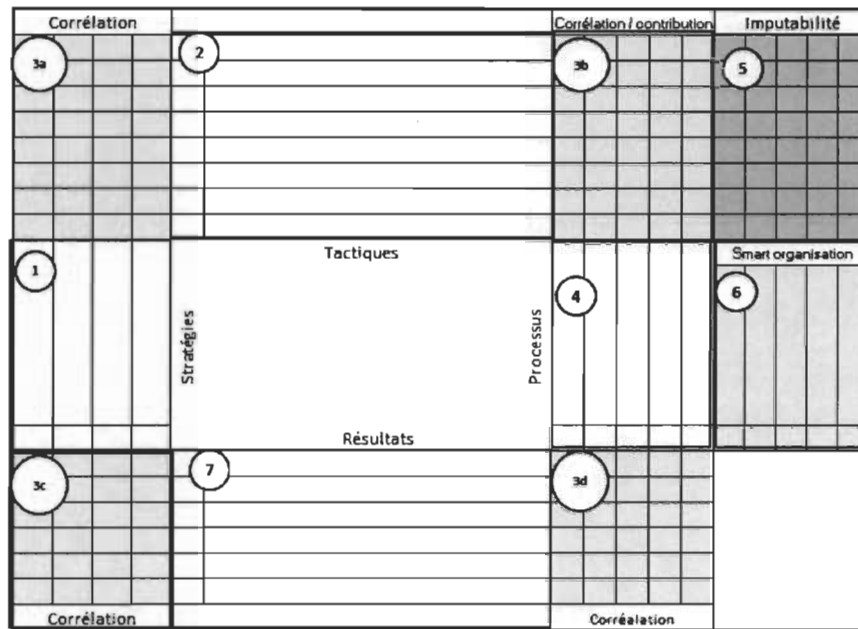 Corrélation
Corrélation / contribution
Imputabilité
3a
2
3b
5
Tactiques
Smart organisation
1
4
6
Stratégies
Processus
Résultats
3c
7
3d
Corrélation
Corréalation